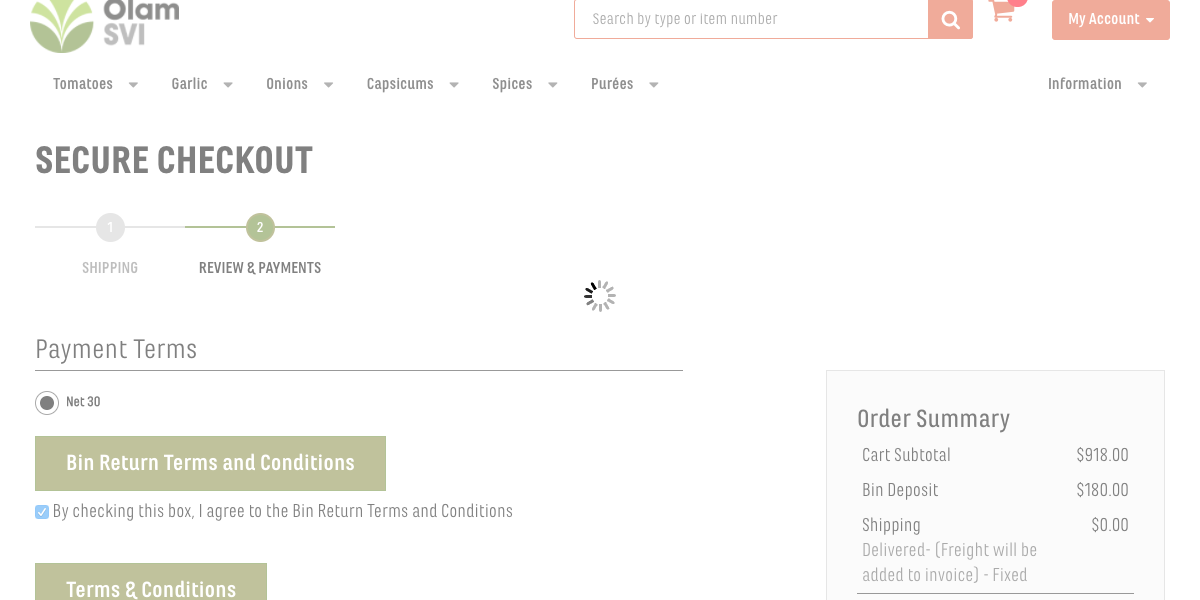 Olam
SVI
Search by type or item number
My Account
Tomatoes
Garlic
Onions
Capsicums
Spices
Purées
Information
SECURE CHECKOUT
1
2
SHIPPING
REVIEW & PAYMENTS
Payment Terms
Net 30
Bin Return Terms and Conditions
By checking this box, I agree to the Bin Return Terms and Conditions
Terms & Conditions
Order Summary
Cart Subtotal $918.00
Bin Deposit $180.00
Shipping $0.00
Delivered- (Freight will be
added to invoice) - Fixed